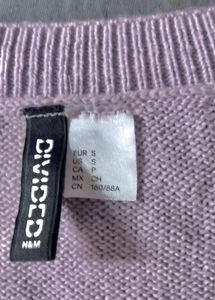 DIVIDED
H&M
EUR S
US S
CA P
MX CH
CN 160/88A